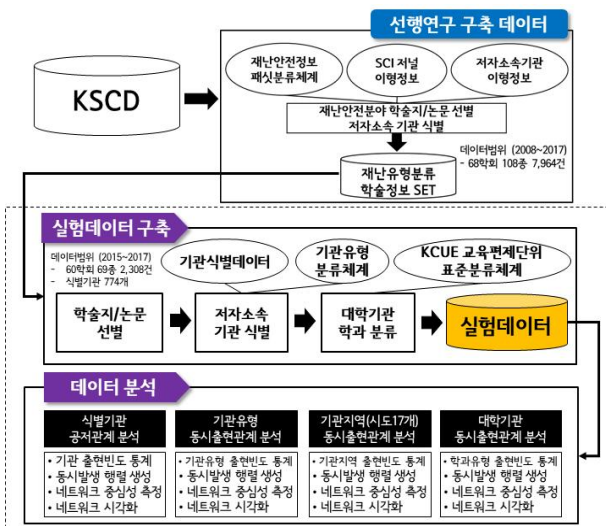 선행연구 구축 데이터
KSCD
재난안전정보
패싯분류체계
SCI 저널
이형정보
저자소속기관
이형정보
재난안전분야 학술지/논문 선별
저자소속 기관 식별
데이터범위 (2008~2017)
- 68학회 108종 7,964건
재난유형분류
학술정보 SET
실험데이터 구축
데이터범위 (2015~2017)
- 60학회 69종 2,308건
- 식별기관 774개
기관식별데이터
기관유형
분류체계
KCUE 교육편제단위
표준분류체계
학술지/논문
선별
저자소속
기관 식별
대학기관
학과 분류
실험데이터
데이터 분석
식별기관
공저관계 분석
• 기관 출현빈도 통계
• 동시발생 행렬 생성
• 네트워크 중심성 측정
• 네트워크 시각화
기관유형
동시출현관계 분석
• 기관유형 출현빈도 통계
• 동시발생 행렬 생성
• 네트워크 중심성 측정
• 네트워크 시각화
기관지역(시도17개)
동시출현관계 분석
• 기관지역 출현빈도 통계
• 동시발생 행렬 생성
• 네트워크 중심성 측정
• 네트워크 시각화
대학기관
동시출현관계 분석
• 학과유형 출현빈도 통계
• 동시발생 행렬 생성
• 네트워크 중심성 측정
• 네트워크 시각화